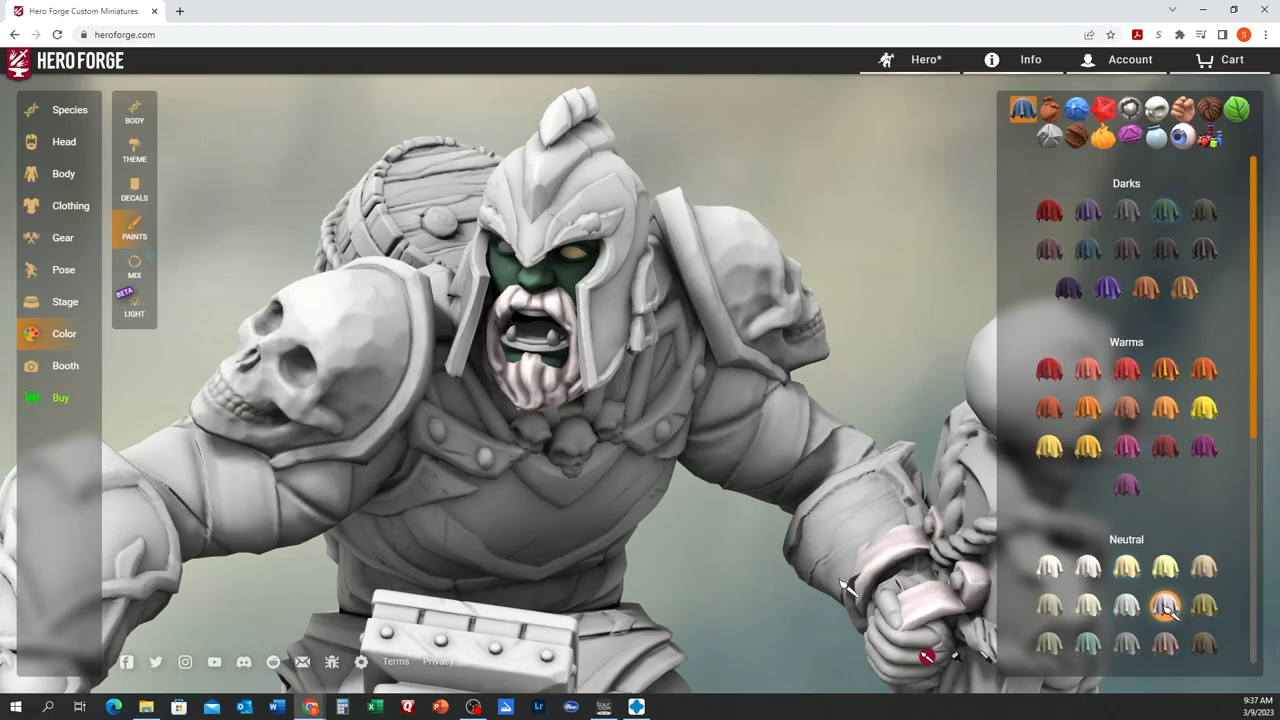 Hero Forge Custom Miniatures
heroforge.com
HERO FORGE
Hero*
Info
Account
Cart
Species
Head
Body
Clothing
Gear
Pose
Stage
Color
Booth
Buy
BODY
THEME
DECALS
PAINTS
MIX
BETA
LIGHT
Darks
Warms
Neutral
Terms
Privacy
9:37 AM
3/9/2023